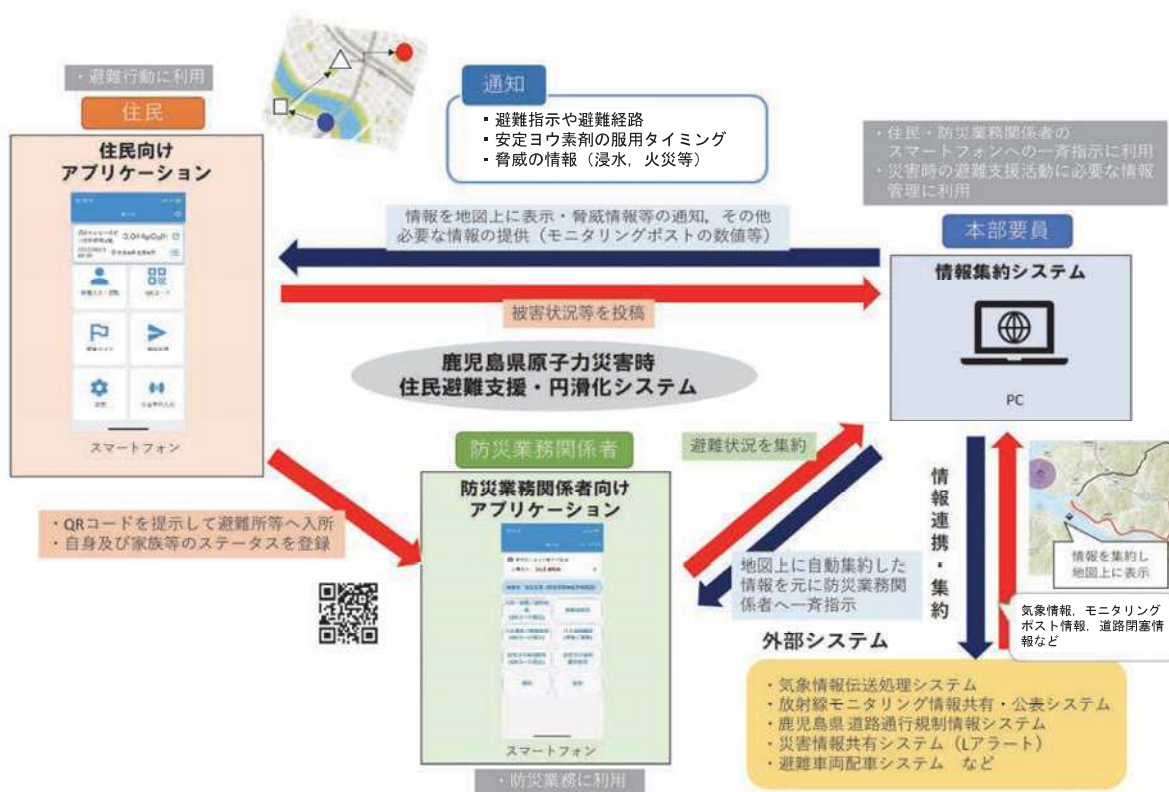 ・避難行動に利用
住民
住民向け
アプリケーション
スマートフォン
通知
・避難指示や避難経路
・安定ヨウ素剤の服用タイミング
・脅威の情報（浸水，火災等）
・住民・防災業務関係者の
スマートフォンへの一斉指示に利用
・災害時の避難支援活動に必要な情報
管理に利用
本部要員
情報集約システム
PC
情報を地図上に表示・脅威情報等の通知，その他
必要な情報の提供（モニタリングポストの数値等）
被害状況等を投稿
鹿児島県原子力災害時
住民避難支援・円滑化システム
・QRコードを提示して避難所等へ入所
・自身及び家族等のステータスを登録
防災業務関係者
防災業務関係者向け
アプリケーション
スマートフォン
・防災業務に利用
避難状況を集約
地図上に自動集約した
情報を元に防災業務関
係者へ一斉指示
情報連携・集約
情報を集約し
地図上に表示
気象情報，モニタリング
ポスト情報，道路閉塞情
報など
外部システム
・気象情報伝送処理システム
・放射線モニタリング情報共有・公表システム
・鹿児島県道路通行規制情報システム
・災害情報共有システム（Lアラート）
・避難車両配車システム　など